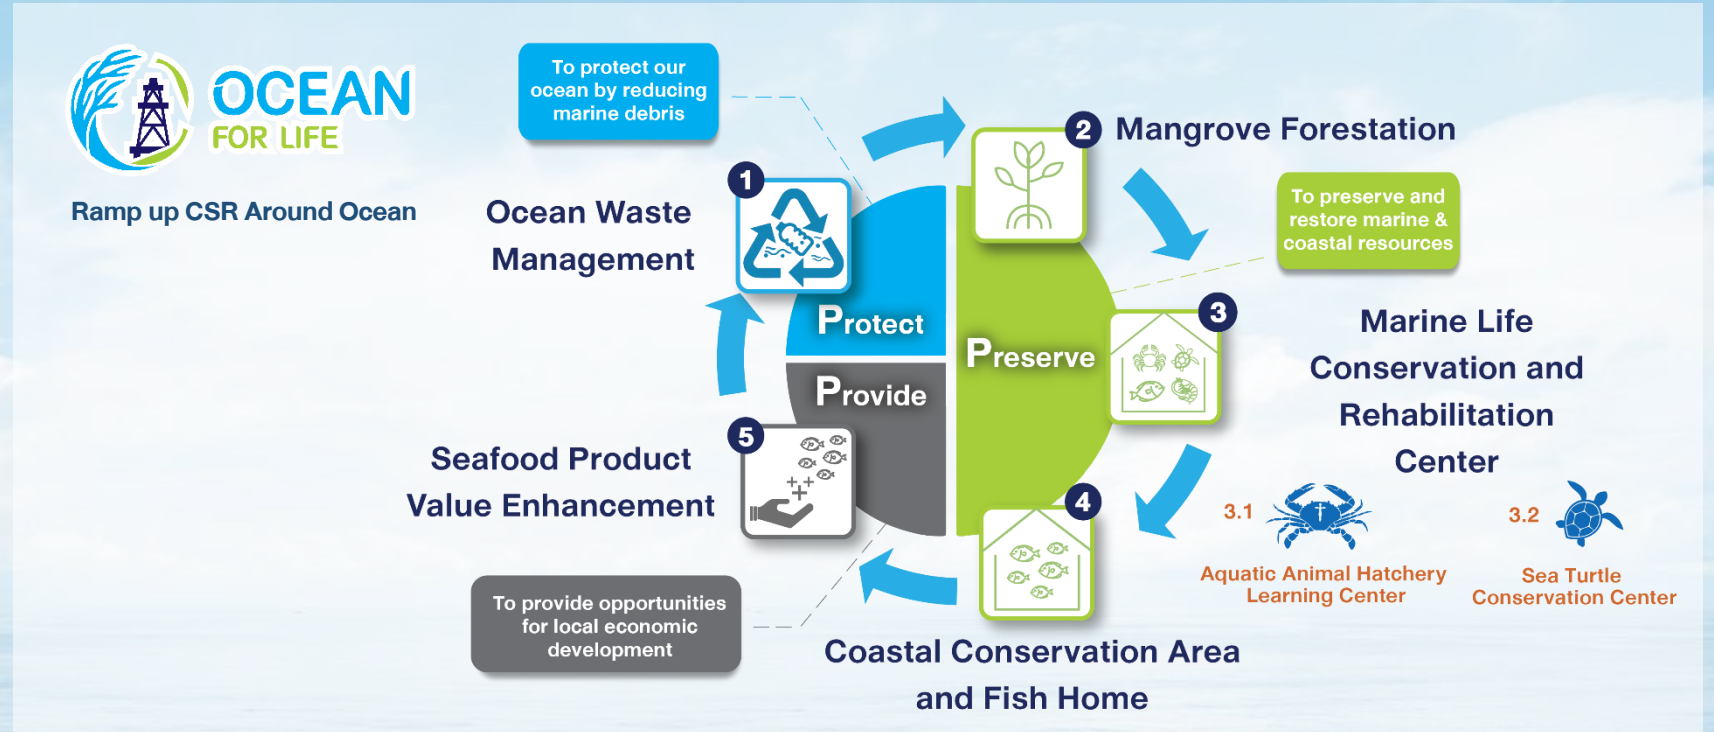 OCEAN
FOR LIFE
Ramp up CSR Around Ocean
To protect our
ocean by reducing
marine debris
1
Ocean Waste
Management
Protect
2
Mangrove Forestation
To preserve and
restore marine &
coastal resources
Preserve
3
Marine Life
Conservation and
Rehabilitation
Center
3.1
Aquatic Animal Hatchery
Learning Center
3.2
Sea Turtle
Conservation Center
4
Coastal Conservation Area
and Fish Home
Provide
5
Seafood Product
Value Enhancement
To provide opportunities
for local economic
development